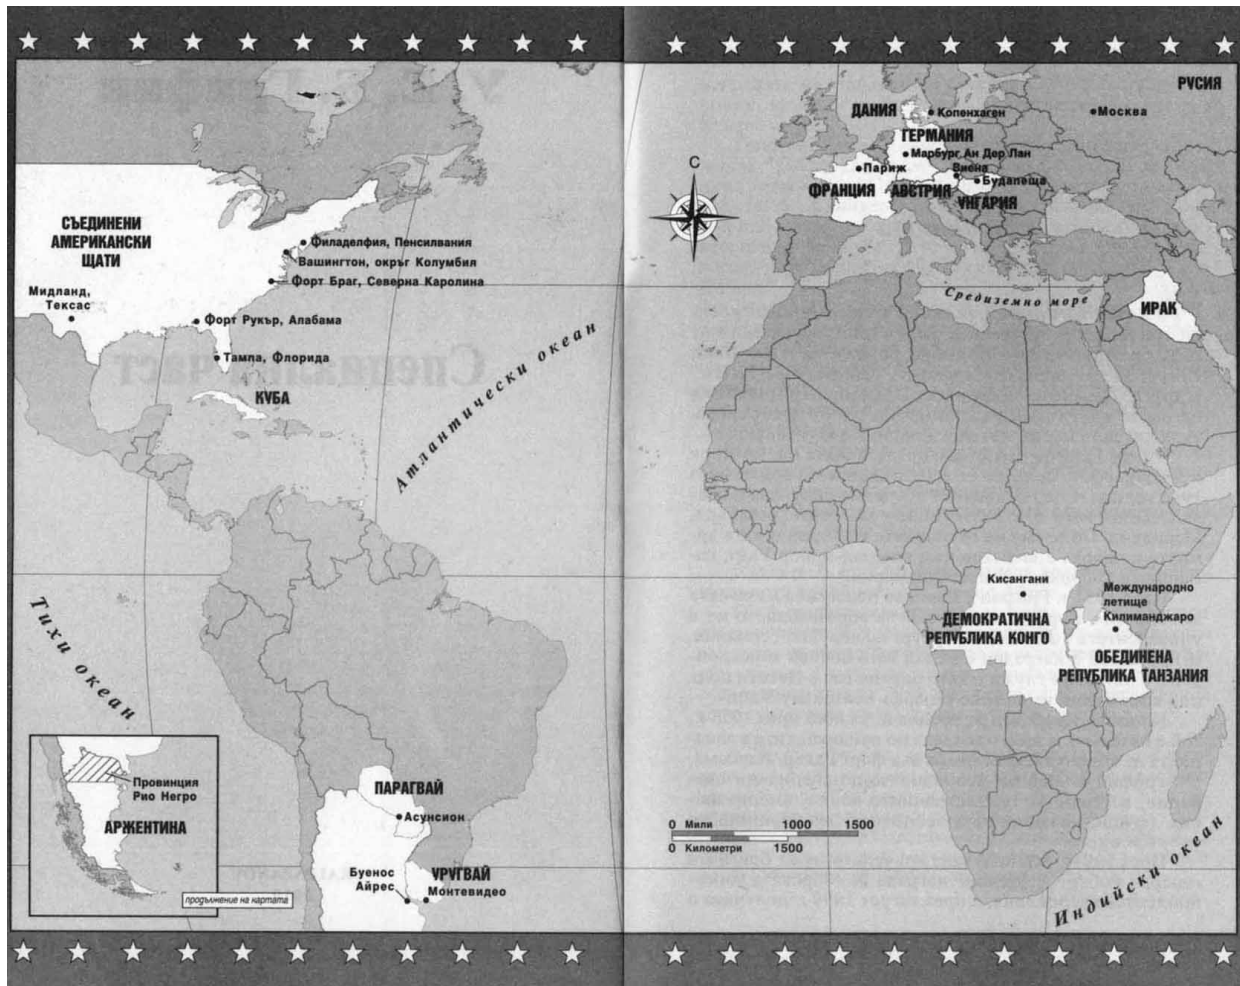 СЪЕДИНЕНИ
АМЕРИКАНСКИ
ЩАТИ
Филаделфия, Пенсилвания
Вашингтон, окръг Колумбия
Форт Браг, Северна Каролина
Мидланд,
Тексас
Форт Рукър, Алабама
Тампа, Флорида
КУБА
Атлантически океан
Тихи океан
Провинция
Рио Негро
АРЖЕНТИНА
продължение на картата
ПАРАГВАЙ
Асунсион
Буенос
Айрес
УРУГВАЙ
Монтевидео
РУСИЯ
ДАНИЯ
Копенхаген
Москва
ГЕРМАНИЯ
Марбург Ан Дер Лан
Париж
Виена
Будапеща
ФРАНЦИЯ
АВСТРИЯ
УНГАРИЯ
С
Средиземно море
ИРАК
Кисангани
Международно
летище
Килиманджаро
ДЕМОКРАТИЧНА
РЕПУБЛИКА КОНГО
ОБЕДИНЕНА
РЕПУБЛИКА ТАНЗАНИЯ
0 Мили 1000 1500
0 Километри 1500
Индийски океан
Специална част